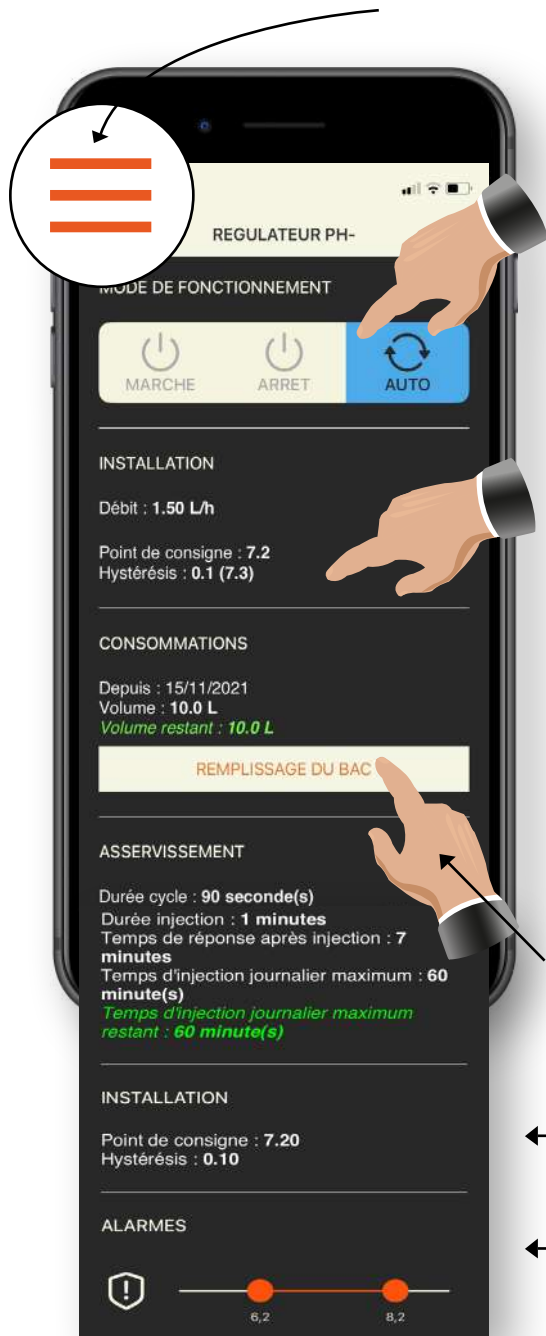 REGULATEUR PH-
MODE DE FONCTIONNEMENT
MARCHE ARRET AUTO
INSTALLATION
Débit : 1.50 L/h
Point de consigne : 7.2
Hystérésis : 0.1 (7.3)
CONSOMMATIONS
Depuis : 15/11/2021
Volume : 10.0 L
Volume restant : 10.0 L
REMPLISSAGE DU BAC
ASSERVISSEMENT
Durée cycle : 90 seconde(s)
Durée injection : 1 minutes
Temps de réponse après injection : 7
minutes
Temps d'injection journalier maximum : 60
minute(s)
Temps d'injection journalier maximum
restant : 60 minute(s)
INSTALLATION
Point de consigne : 7.20
Hystérésis : 0.10
ALARMES
6,2 8,2